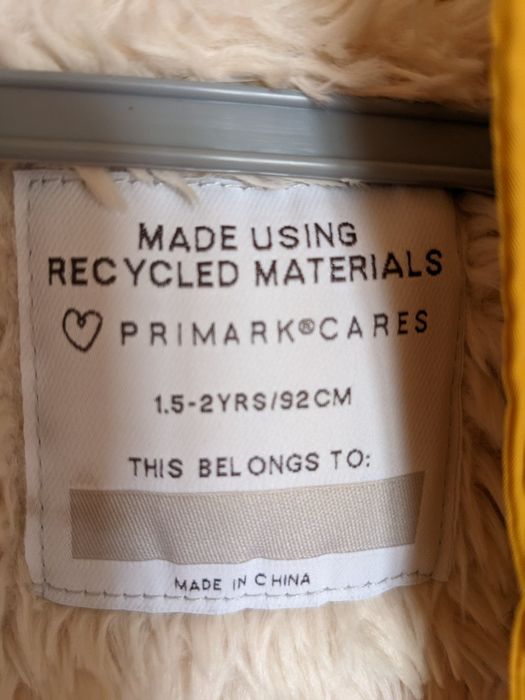 MADE USING
RECYCLED MATERIALS
PRIMARK®CARES
1.5-2YRS/92CM
THIS BELONGS TO:
MADE IN CHINA